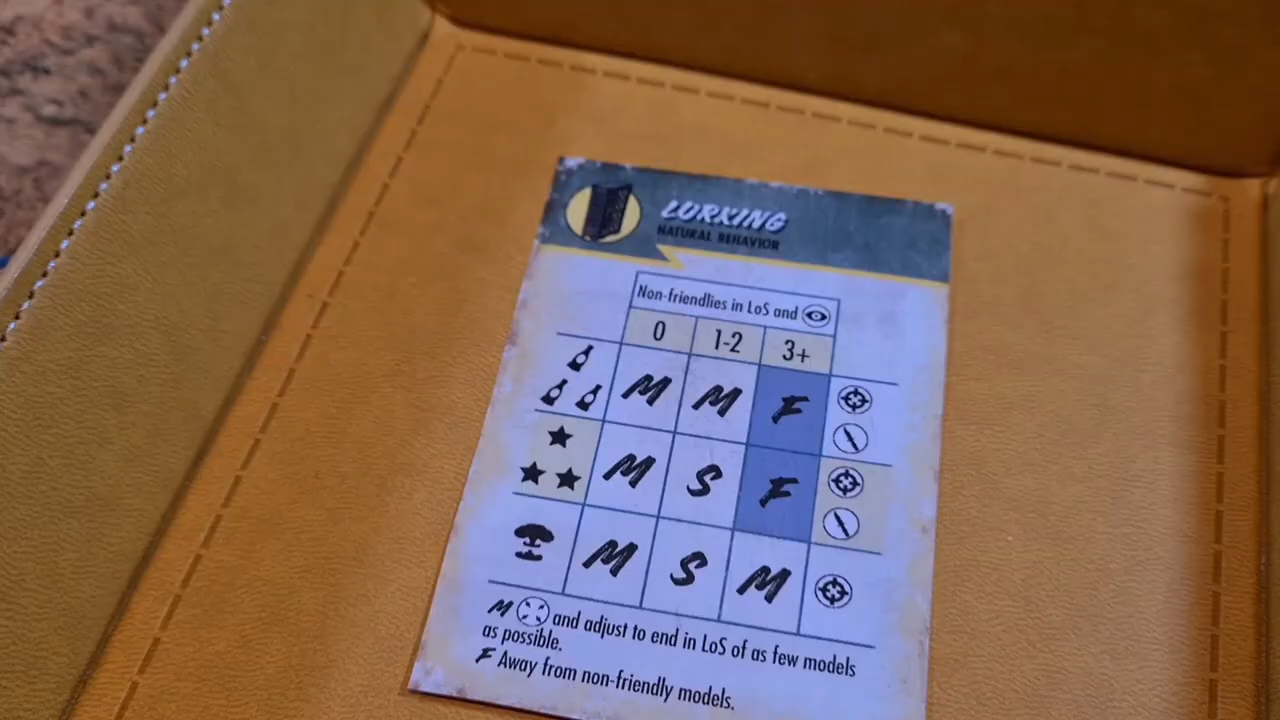 LURKING
NATURAL BEHAVIOR
Non-friendlies in LoS and
0 1-2 3+
M M F
M S F
M S M
M and adjust to end in LoS of as few models
as possible.
F Away from non-friendly models.